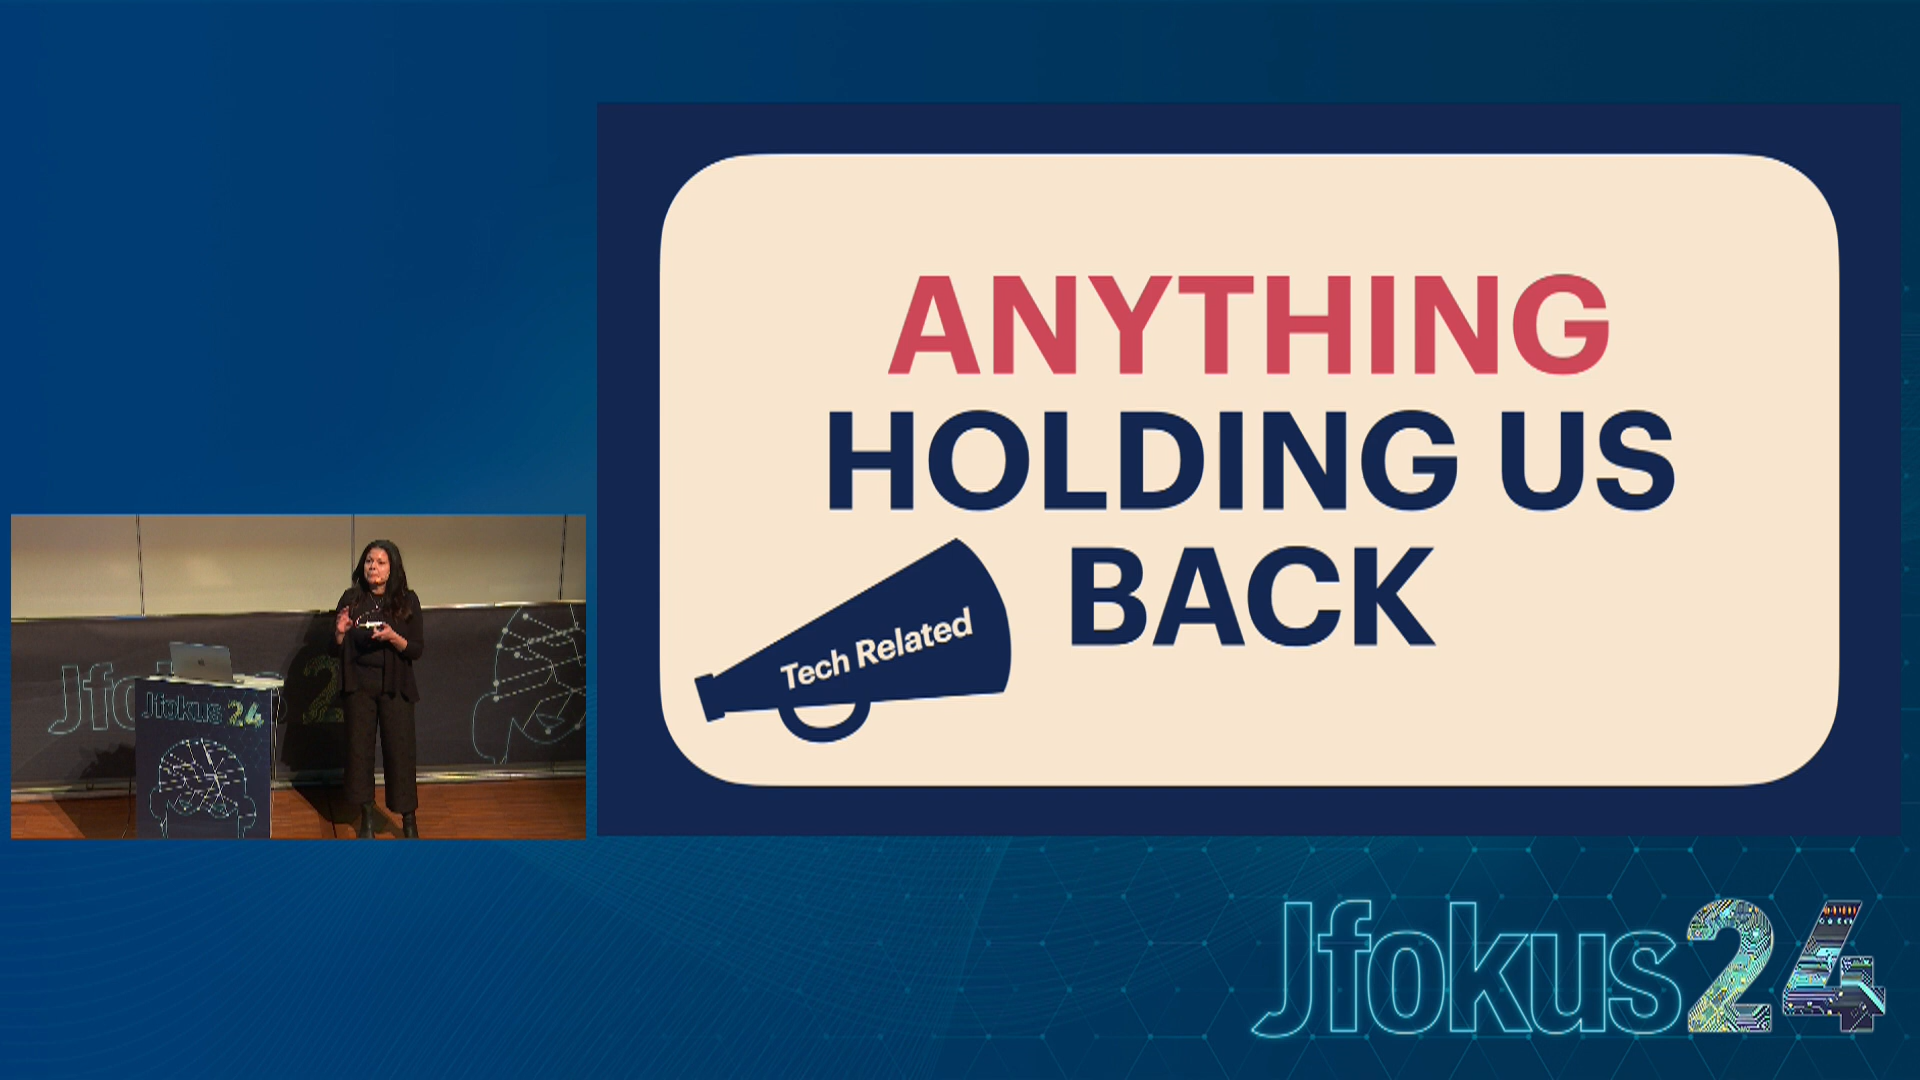 ANYTHING
HOLDING US
BACK
Tech Related
Jfokus 24
Jfokus24